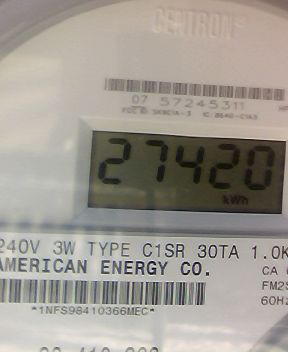 CENTRON
07 57245311
27420
kWh
240V 3W TYPE C1SR 30TA 1.0K
AMERICAN ENERGY CO.
CA
FM2S
60Hz
*1NFS98410366MEC*